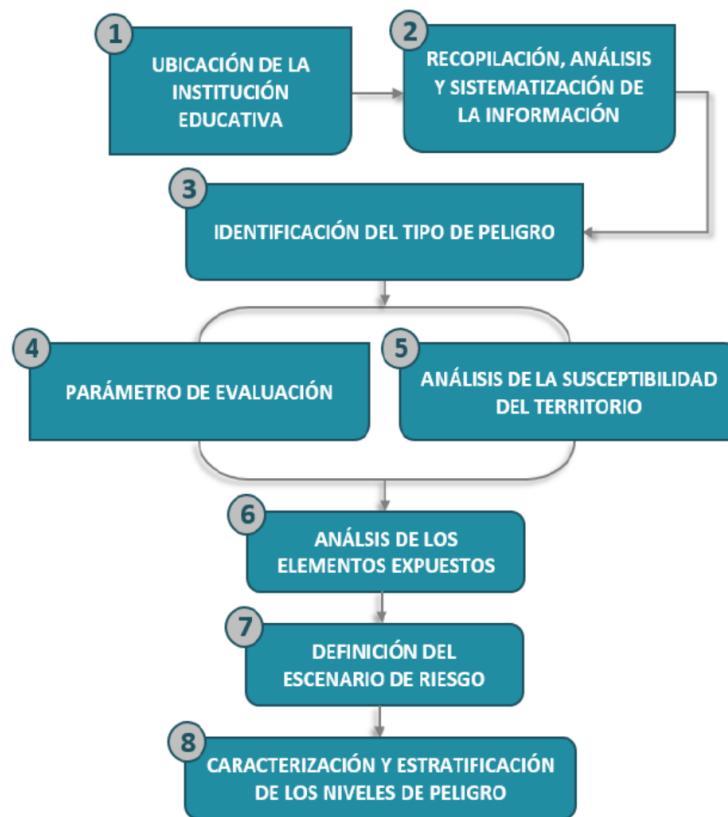 1
UBICACIÓN DE LA
INSTITUCIÓN
EDUCATIVA
2
RECOPILACIÓN, ANÁLISIS
Y SISTEMATIZACIÓN DE
LA INFORMACIÓN
3
IDENTIFICACIÓN DEL TIPO DE PELIGRO
4
PARÁMETRO DE EVALUACIÓN
5
ANÁLISIS DE LA SUSCEPTIBILIDAD
DEL TERRITORIO
6
ANÁLSIS DE LOS
ELEMENTOS EXPUESTOS
7
DEFINICIÓN DEL
ESCENARIO DE RIESGO
8
CARACTERIZACIÓN Y ESTRATIFICACIÓN
DE LOS NIVELES DE PELIGRO